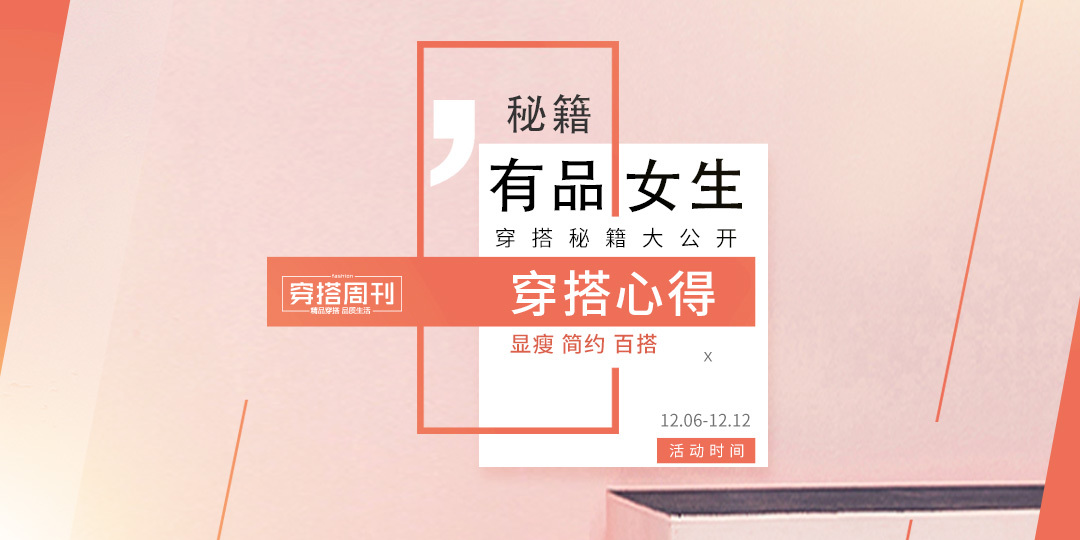 秘籍
有品女生
穿搭秘籍大公开
fashion
穿搭周刊
精品穿搭 品质生活
穿搭心得
显瘦 简约 百搭
X
12.06-12.12
活动时间